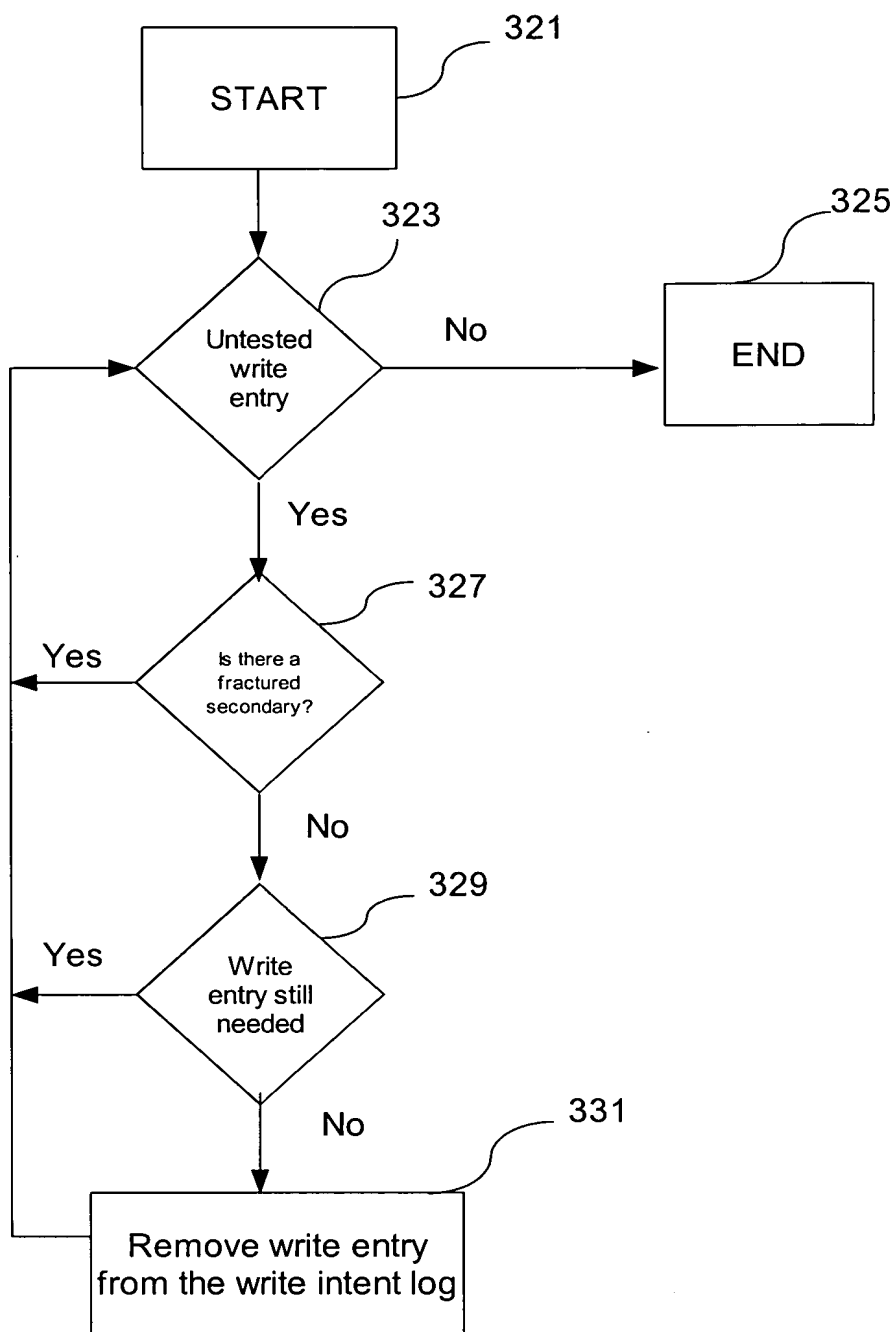 321
START
323
325
Untested
write
entry
No
END
Yes
327
Yes
Is there a
fractured
secondary?
No
329
Yes
Write
entry still
needed
No
331
Remove write entry
from the write intent log